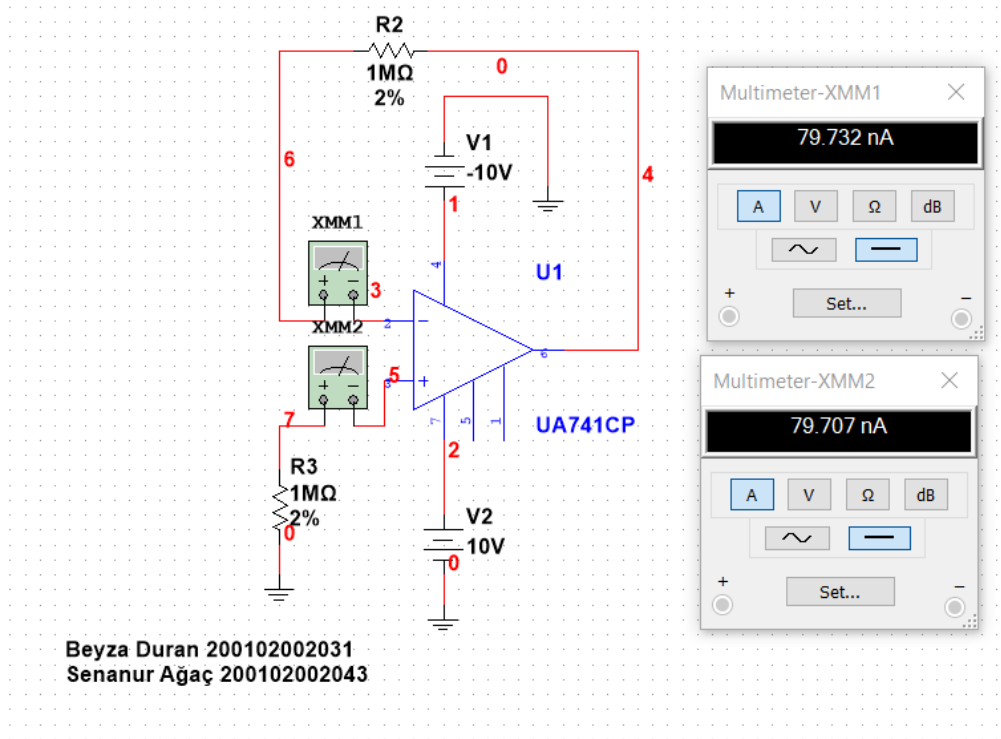 R2
1MΩ
2%
0
V1
-10V
6
4
1
XMM1
4
U1
3
2
6
XMM2
5
3
7
7
5
1
UA741CP
2
R3
1MΩ
2%
0
V2
10V
0
Beyza Duran 200102002031
Senanur Ağaç 200102002043
Multimeter-XMM1
79.732 nA
A V Ω dB
+ Set... −
Multimeter-XMM2
79.707 nA
A V Ω dB
+ Set... −